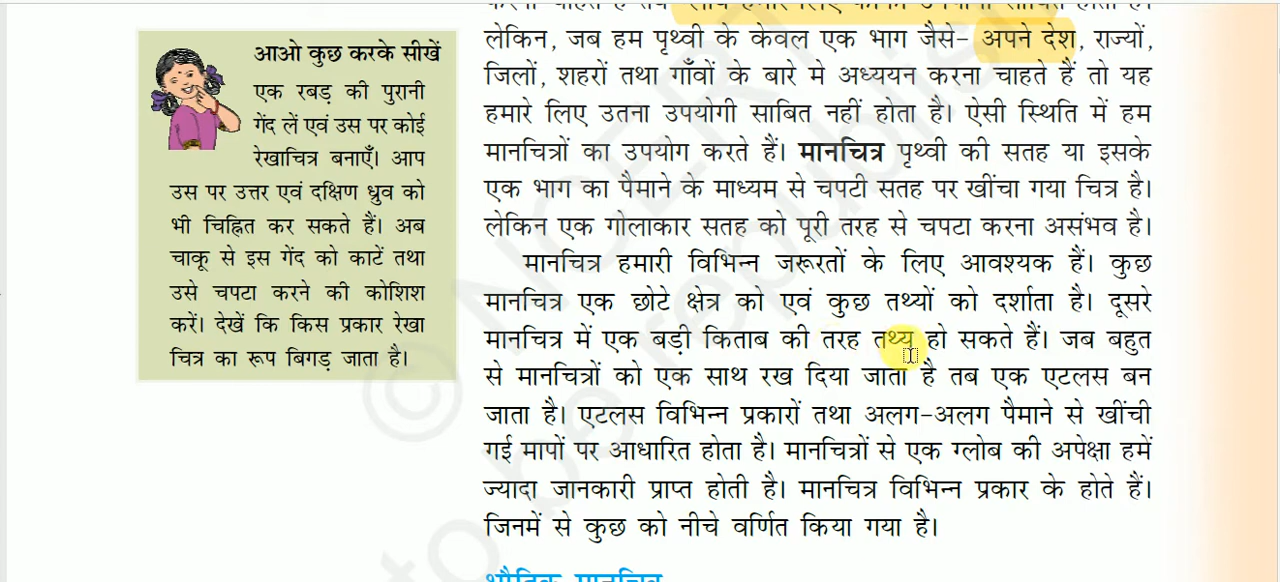 आओ कुछ करके सीखें
एक रबड़ की पुरानी
गेंद लें एवं उस पर कोई
रेखाचित्र बनाएँ। आप
उस पर उत्तर एवं दक्षिण ध्रुव को
भी चिह्नित कर सकते हैं। अब
चाकू से इस गेंद को काटें तथा
उसे चपटा करने की कोशिश
करें। देखें कि किस प्रकार रेखा
चित्र का रूप बिगड़ जाता है।
लेकिन, जब हम पृथ्वी के केवल एक भाग जैसे– अपने देश, राज्यों,
जिलों, शहरों तथा गाँवों के बारे मे अध्ययन करना चाहते हैं तो यह
हमारे लिए उतना उपयोगी साबित नहीं होता है। ऐसी स्थिति में हम
मानचित्रों का उपयोग करते हैं। मानचित्र पृथ्वी की सतह या इसके
एक भाग का पैमाने के माध्यम से चपटी सतह पर खींचा गया चित्र है।
लेकिन एक गोलाकार सतह को पूरी तरह से चपटा करना असंभव है।
मानचित्र हमारी विभिन्न जरूरतों के लिए आवश्यक हैं। कुछ
मानचित्र एक छोटे क्षेत्र को एवं कुछ तथ्यों को दर्शाता है। दूसरे
मानचित्र में एक बड़ी किताब की तरह तथ्य हो सकते हैं। जब बहुत
से मानचित्रों को एक साथ रख दिया जाता है तब एक एटलस बन
जाता है। एटलस विभिन्न प्रकारों तथा अलग–अलग पैमाने से खींची
गई मापों पर आधारित होता है। मानचित्रों से एक ग्लोब की अपेक्षा हमें
ज्यादा जानकारी प्राप्त होती है। मानचित्र विभिन्न प्रकार के होते हैं।
जिनमें से कुछ को नीचे वर्णित किया गया है।
भौतिक मानचित्र
© NCERT
to be republish